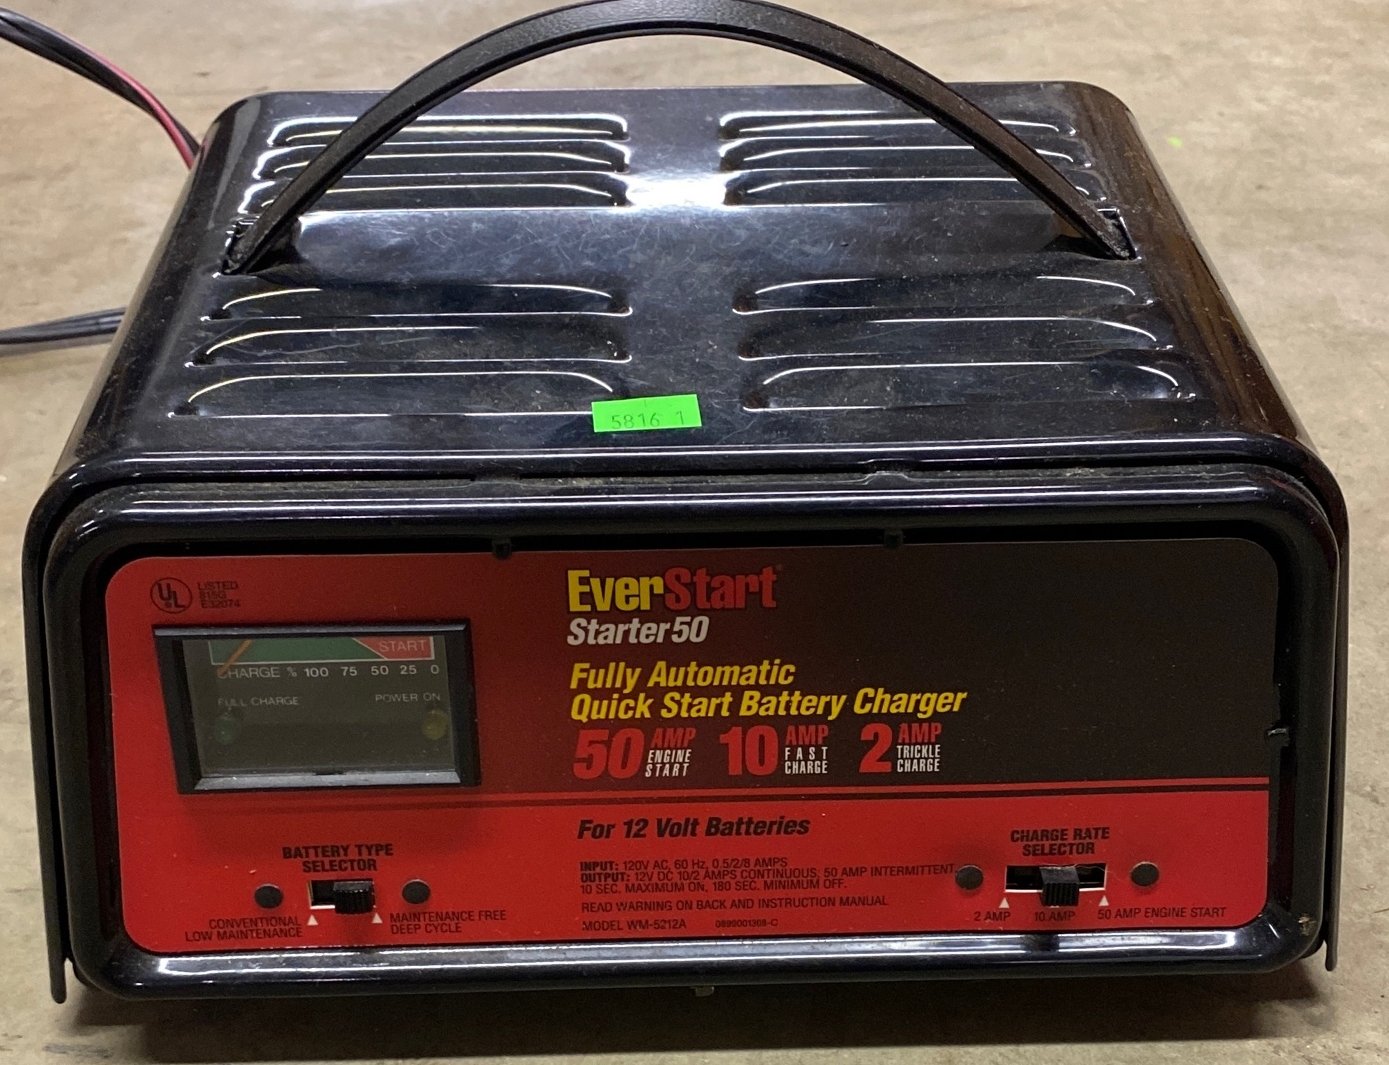 5816 1
UL
LISTED
815G
E32074
START
CHARGE % 100 75 50 25 0
FULL CHARGE POWER ON
EverStart
Starter50
Fully Automatic
Quick Start Battery Charger
50 AMP ENGINE START
10 AMP FAST CHARGE
2 AMP TRICKLE CHARGE
For 12 Volt Batteries
INPUT: 120V AC, 60 Hz, 0.5/2/8 AMPS
OUTPUT: 12V DC 10/2 AMPS CONTINUOUS, 50 AMP INTERMITTENT,
10 SEC. MAXIMUM ON, 180 SEC. MINIMUM OFF.
READ WARNING ON BACK AND INSTRUCTION MANUAL
MODEL WM-5212A 0899001308-C
BATTERY TYPE
SELECTOR
CONVENTIONAL
LOW MAINTENANCE
MAINTENANCE FREE
DEEP CYCLE
CHARGE RATE
SELECTOR
2 AMP 10 AMP 50 AMP ENGINE START